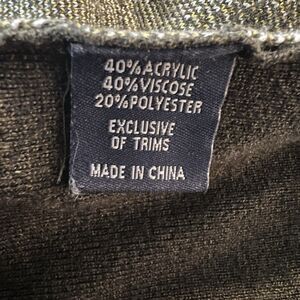 40%ACRYLIC
40%VISCOSE
20%POLYESTER
EXCLUSIVE
OF TRIMS
MADE IN CHINA